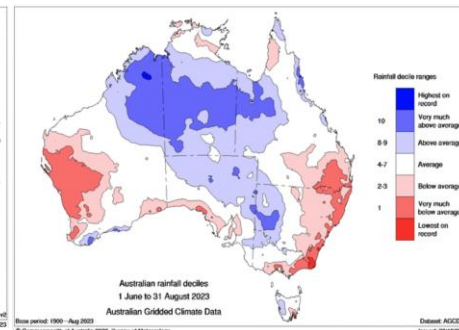 Rainfall decile ranges
Highest on
record
10
Very much
above average
8-9
Above average
4-7
Average
2-3
Below average
1
Very much
below average
Lowest on
record
Australian rainfall deciles
1 June to 31 August 2023
Australian Gridded Climate Data
Base period: 1900 - Aug 2023
Dataset: AGCD